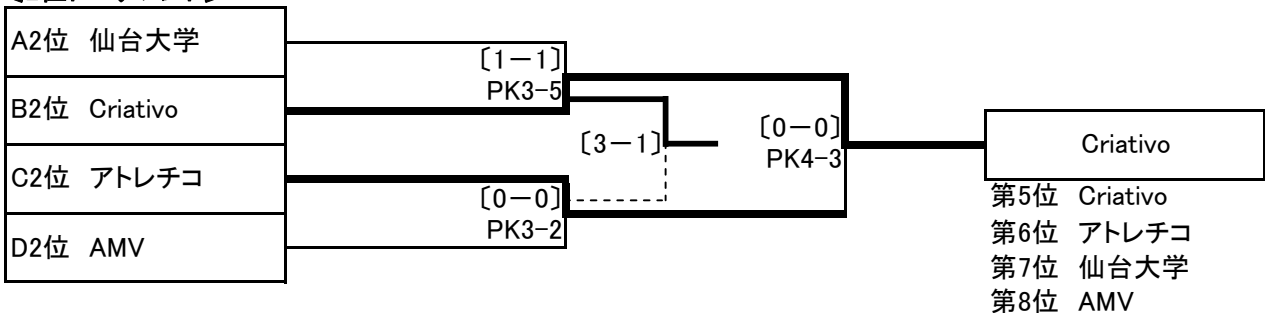 A2位 仙台大学
〔1－1〕
PK3-5
B2位 Criativo
〔3－1〕
〔0－0〕
PK4-3
Criativo
C2位 アトレチコ
〔0－0〕
PK3-2
D2位 AMV
第5位 Criativo
第6位 アトレチコ
第7位 仙台大学
第8位 AMV